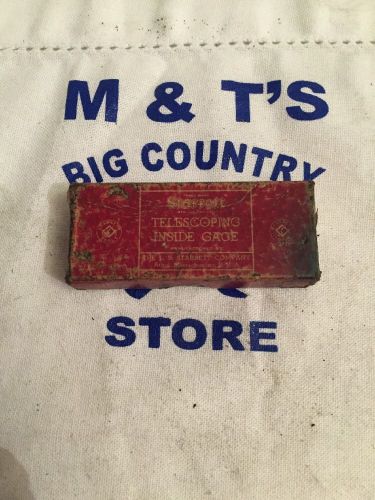 M & T'S
BIG COUNTRY
Starrett
TELESCOPING
INSIDE GAGE
THE L. S. STARRETT COMPANY
STORE